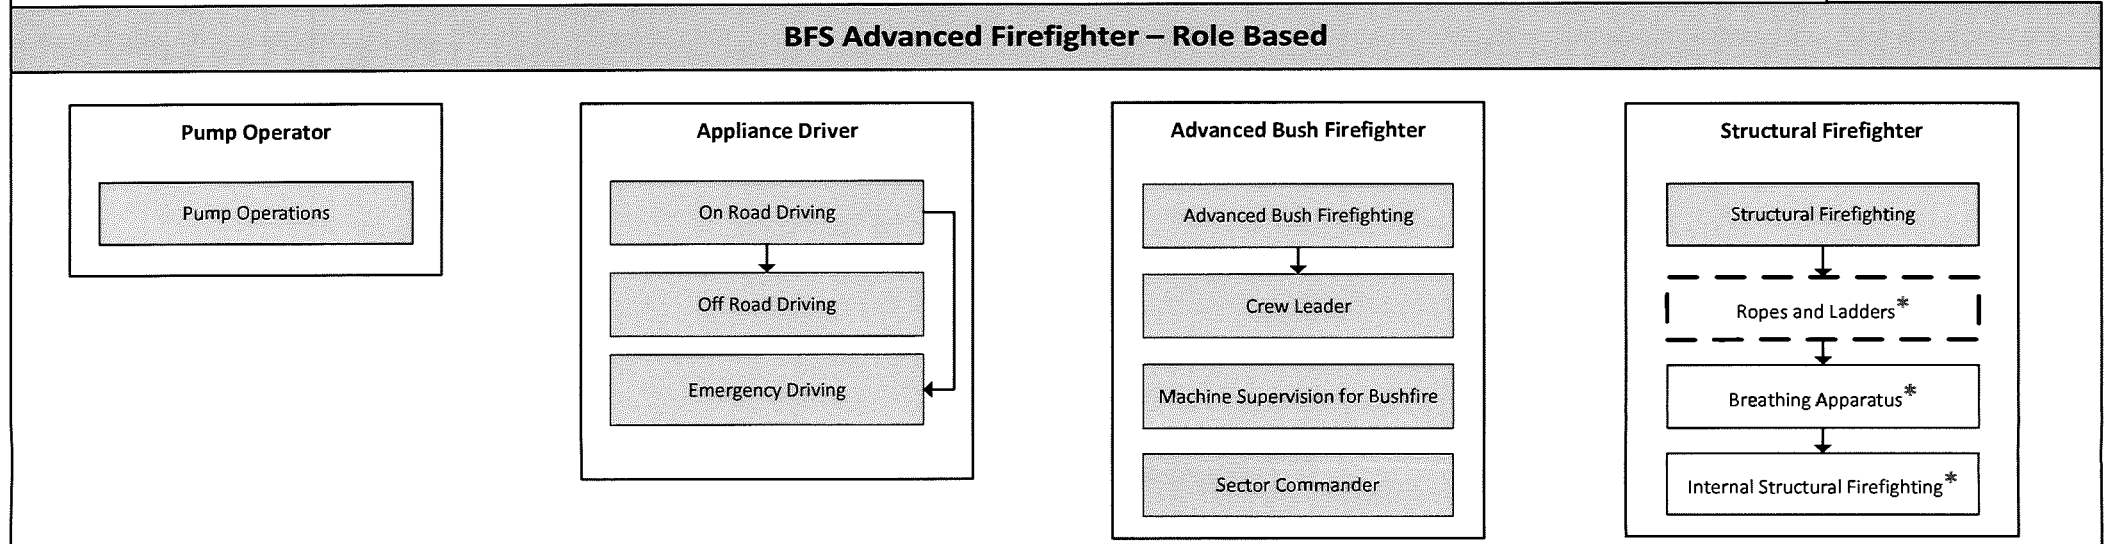 BFS Advanced Firefighter – Role Based
Pump Operator
Pump Operations
Appliance Driver
On Road Driving
Off Road Driving
Emergency Driving
Advanced Bush Firefighter
Advanced Bush Firefighting
Crew Leader
Machine Supervision for Bushfire
Sector Commander
Structural Firefighter
Structural Firefighting
Ropes and Ladders*
Breathing Apparatus*
Internal Structural Firefighting*